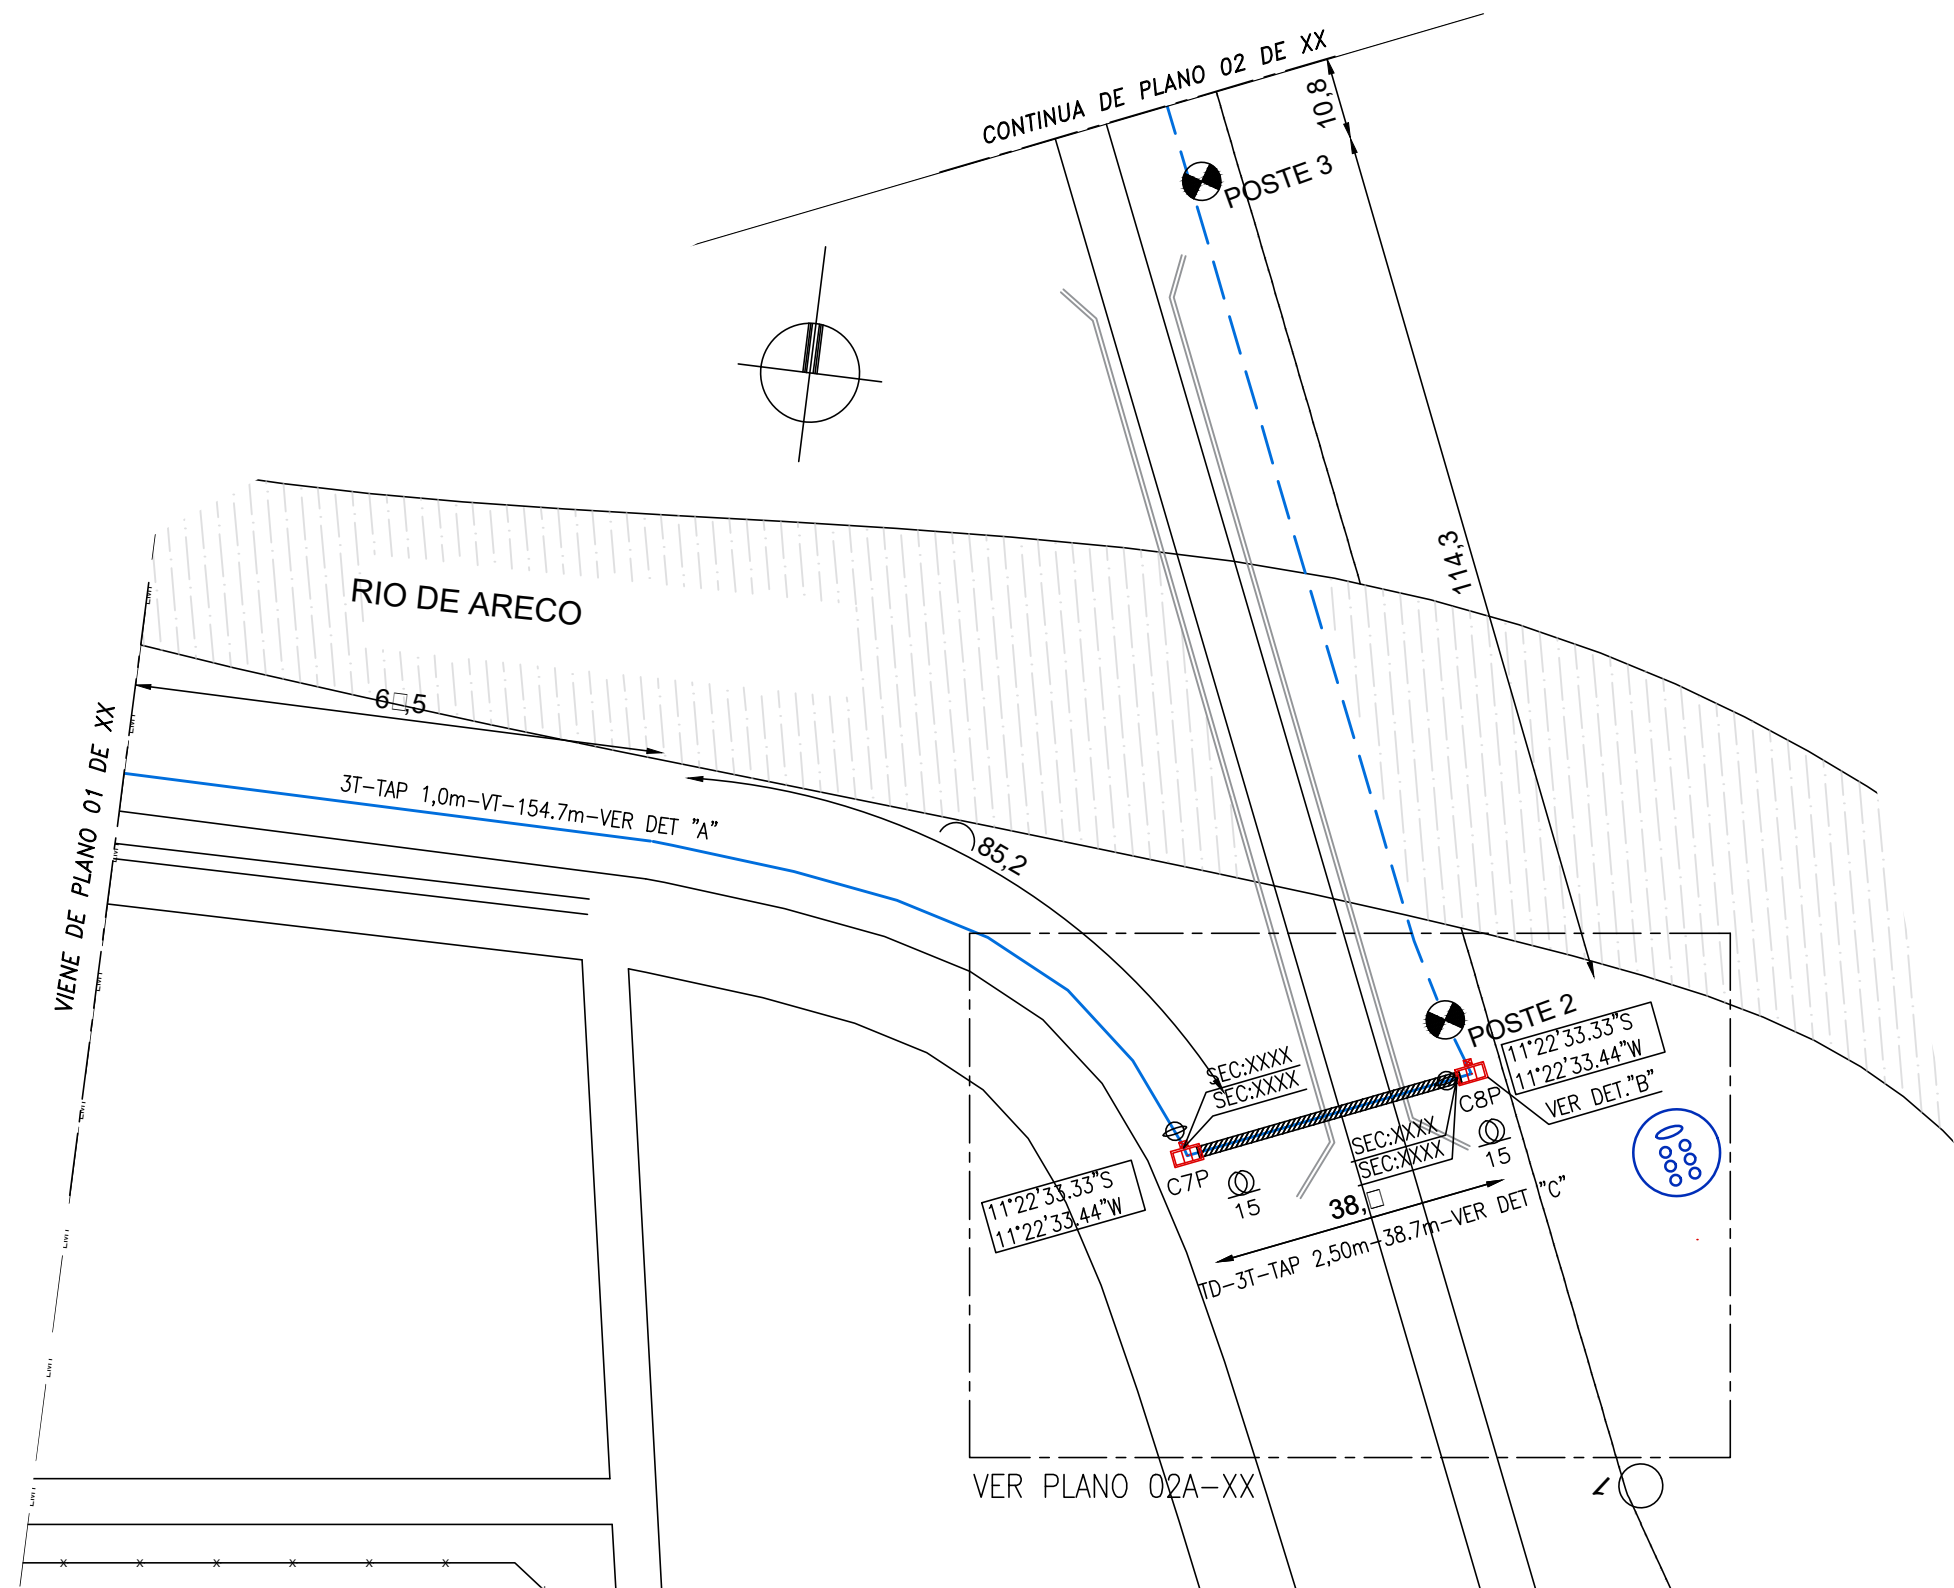 CONTINUA DE PLANO 02 DE XX
10,8
POSTE 3
114,3
RIO DE ARECO
6□,5
VIENE DE PLANO 01 DE XX
3T-TAP 1,0m-VT-154.7m-VER DET "A"
85,2
POSTE 2
11°22'33.33"S
11°22'33.44"W
VER DET."B"
SEC:XXXX
SEC:XXXX
C8P
15
SEC:XXXX
SEC:XXXX
C7P
15
11°22'33.33"S
11°22'33.44"W
38,□
TD-3T-TAP 2,50m-38.7m-VER DET "C"
VER PLANO 02A-XX
x x x x x x